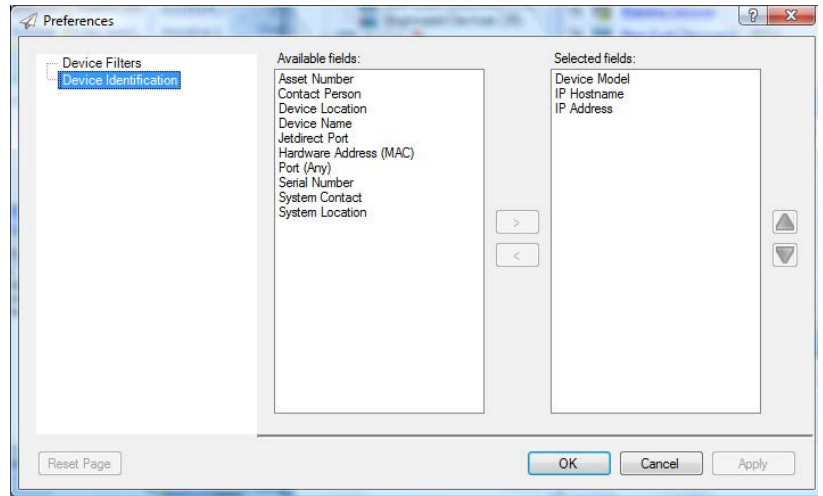 Preferences
Device Filters
Device Identification
Available fields:
Asset Number
Contact Person
Device Location
Device Name
Jetdirect Port
Hardware Address (MAC)
Port (Any)
Serial Number
System Contact
System Location
>
<
Selected fields:
Device Model
IP Hostname
IP Address
Reset Page
OK
Cancel
Apply